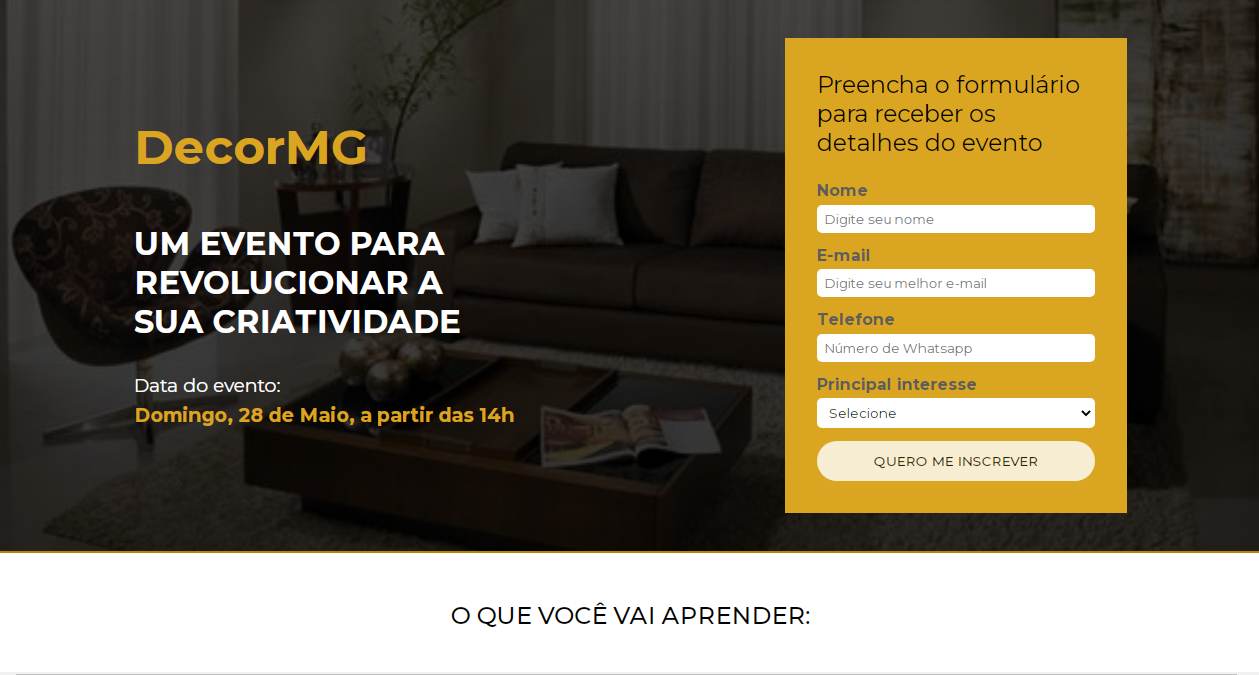 DecorMG
UM EVENTO PARA
REVOLUCIONAR A
SUA CRIATIVIDADE
Data do evento:
Domingo, 28 de Maio, a partir das 14h
Preencha o formulário
para receber os
detalhes do evento
Nome
Digite seu nome
E-mail
Digite seu melhor e-mail
Telefone
Número de Whatsapp
Principal interesse
Selecione
QUERO ME INSCREVER
O QUE VOCÊ VAI APRENDER: